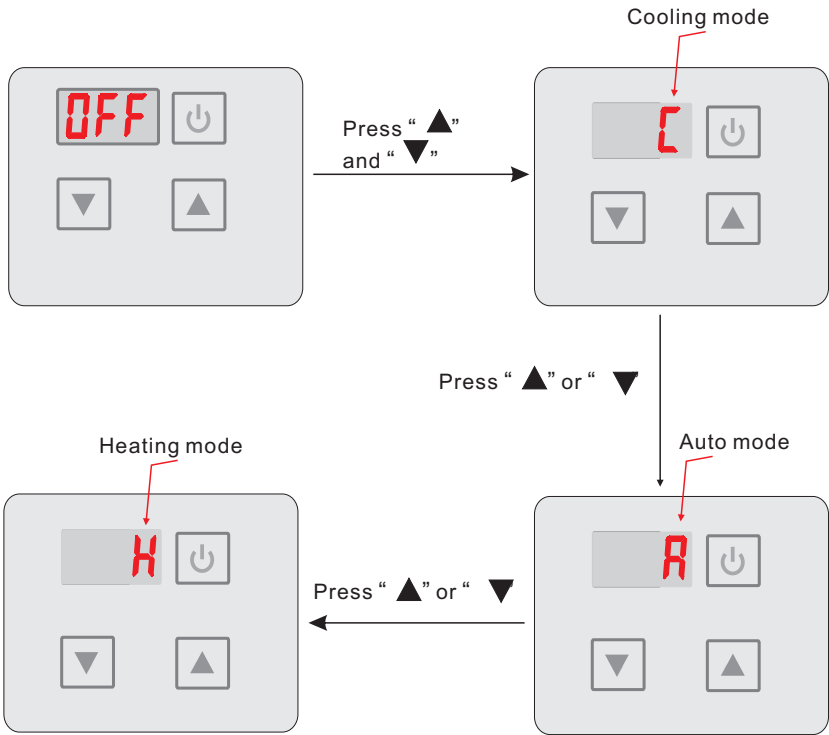 Cooling mode
OFF
Press “ ▲”
and “ ▼ ”
C
Press “ ▲” or “ ▼”
Heating mode
Auto mode
H
A
Press “ ▲” or “ ▼”